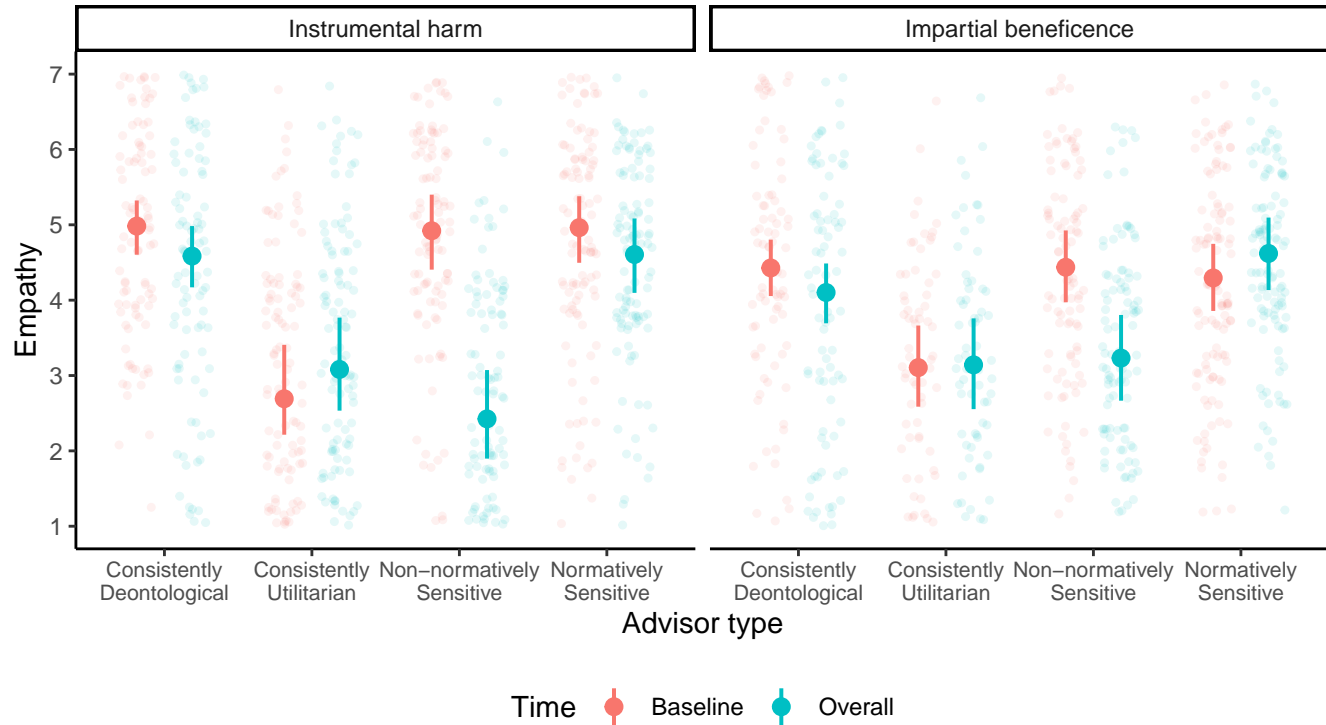 Instrumental harm
Impartial beneficence
Empathy
7
6
5
4
3
2
1
Consistently
Deontological
Consistently
Utilitarian
Non−normatively
Sensitive
Normatively
Sensitive
Consistently
Deontological
Consistently
Utilitarian
Non−normatively
Sensitive
Normatively
Sensitive
Advisor type
Time
Baseline
Overall